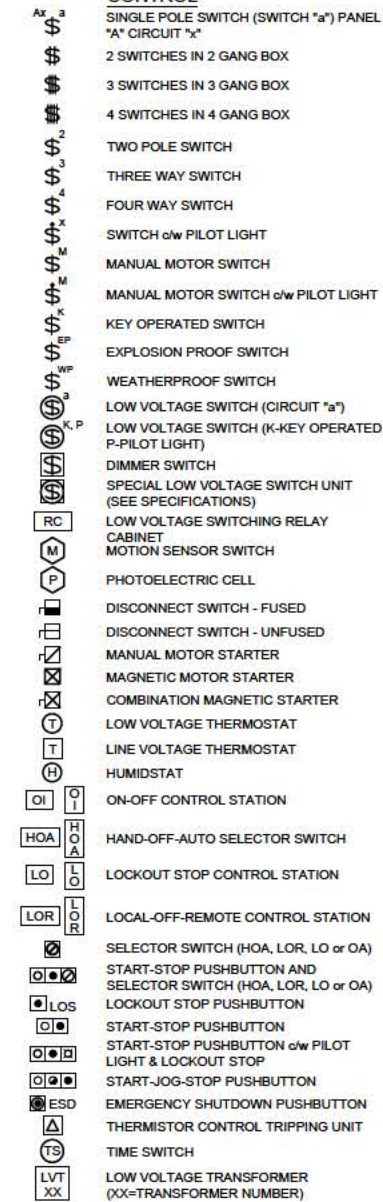 CONTROL
Ax $ a SINGLE POLE SWITCH (SWITCH "a") PANEL
"A" CIRCUIT "x"
$ 2 SWITCHES IN 2 GANG BOX
$ 3 SWITCHES IN 3 GANG BOX
$ 4 SWITCHES IN 4 GANG BOX
$ 2 TWO POLE SWITCH
$ 3 THREE WAY SWITCH
$ 4 FOUR WAY SWITCH
$ x SWITCH c/w PILOT LIGHT
$ M MANUAL MOTOR SWITCH
$ M MANUAL MOTOR SWITCH c/w PILOT LIGHT
$ K KEY OPERATED SWITCH
$ EP EXPLOSION PROOF SWITCH
$ WP WEATHERPROOF SWITCH
$ a LOW VOLTAGE SWITCH (CIRCUIT "a")
$ K, P LOW VOLTAGE SWITCH (K-KEY OPERATED
P-PILOT LIGHT)
$ DIMMER SWITCH
$ SPECIAL LOW VOLTAGE SWITCH UNIT
(SEE SPECIFICATIONS)
RC LOW VOLTAGE SWITCHING RELAY
CABINET
M MOTION SENSOR SWITCH
P PHOTOELECTRIC CELL
DISCONNECT SWITCH - FUSED
DISCONNECT SWITCH - UNFUSED
MANUAL MOTOR STARTER
MAGNETIC MOTOR STARTER
COMBINATION MAGNETIC STARTER
T LOW VOLTAGE THERMOSTAT
T LINE VOLTAGE THERMOSTAT
H HUMIDSTAT
OI OI ON-OFF CONTROL STATION
HOA HOA HAND-OFF-AUTO SELECTOR SWITCH
LO LO LOCKOUT STOP CONTROL STATION
LOR LOR LOCAL-OFF-REMOTE CONTROL STATION
SELECTOR SWITCH (HOA, LOR, LO or OA)
START-STOP PUSHBUTTON AND
SELECTOR SWITCH (HOA, LOR, LO or OA)
LOS LOCKOUT STOP PUSHBUTTON
START-STOP PUSHBUTTON
START-STOP PUSHBUTTON c/w PILOT
LIGHT & LOCKOUT STOP
START-JOG-STOP PUSHBUTTON
ESD EMERGENCY SHUTDOWN PUSHBUTTON
THERMISTOR CONTROL TRIPPING UNIT
TS TIME SWITCH
LVT LOW VOLTAGE TRANSFORMER
XX (XX=TRANSFORMER NUMBER)